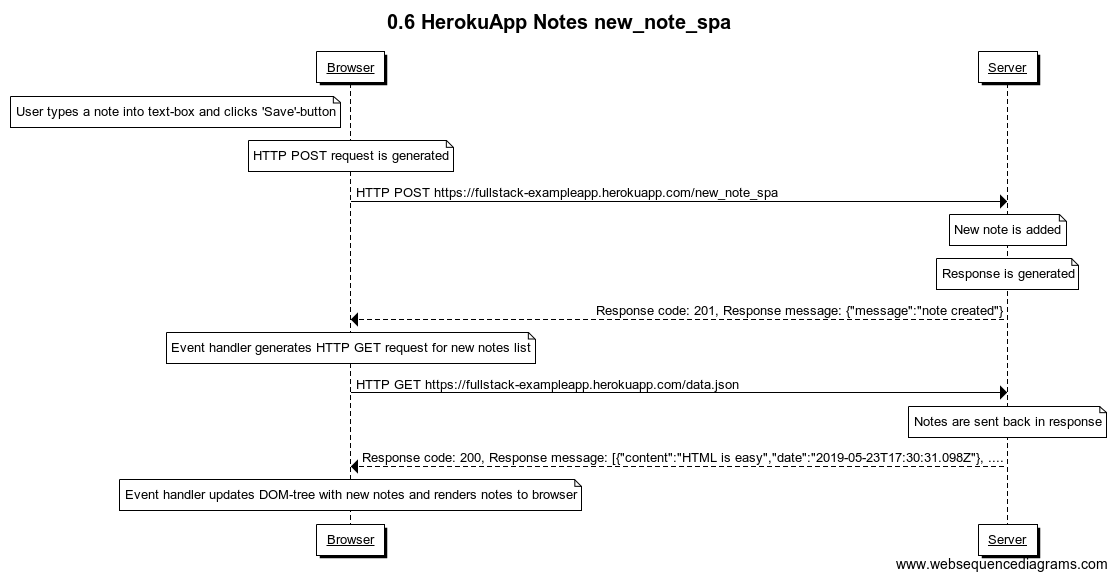 0.6 HerokuApp Notes new_note_spa
Browser
Server
User types a note into text-box and clicks 'Save'-button
HTTP POST request is generated
HTTP POST https://fullstack-exampleapp.herokuapp.com/new_note_spa
New note is added
Response is generated
Response code: 201, Response message: {"message":"note created"}
Event handler generates HTTP GET request for new notes list
HTTP GET https://fullstack-exampleapp.herokuapp.com/data.json
Notes are sent back in response
Response code: 200, Response message: [{"content":"HTML is easy","date":"2019-05-23T17:30:31.098Z"}, ....
Event handler updates DOM-tree with new notes and renders notes to browser
Browser
Server
www.websequencediagrams.com